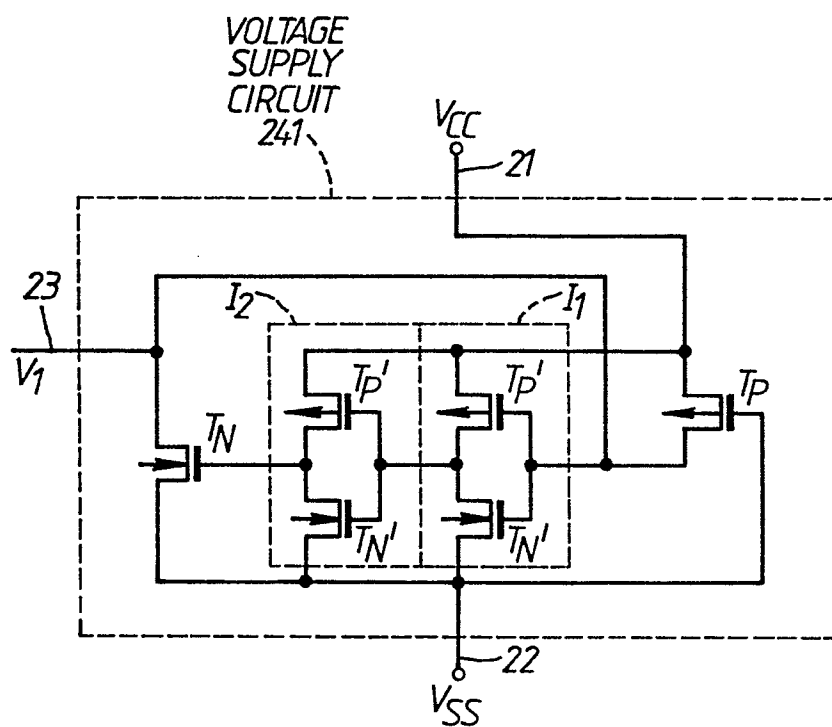 VOLTAGE
SUPPLY
CIRCUIT
241
VCC
21
23
I2
I1
V1
TP'
TP'
TP
TN
TN'
TN'
22
VSS